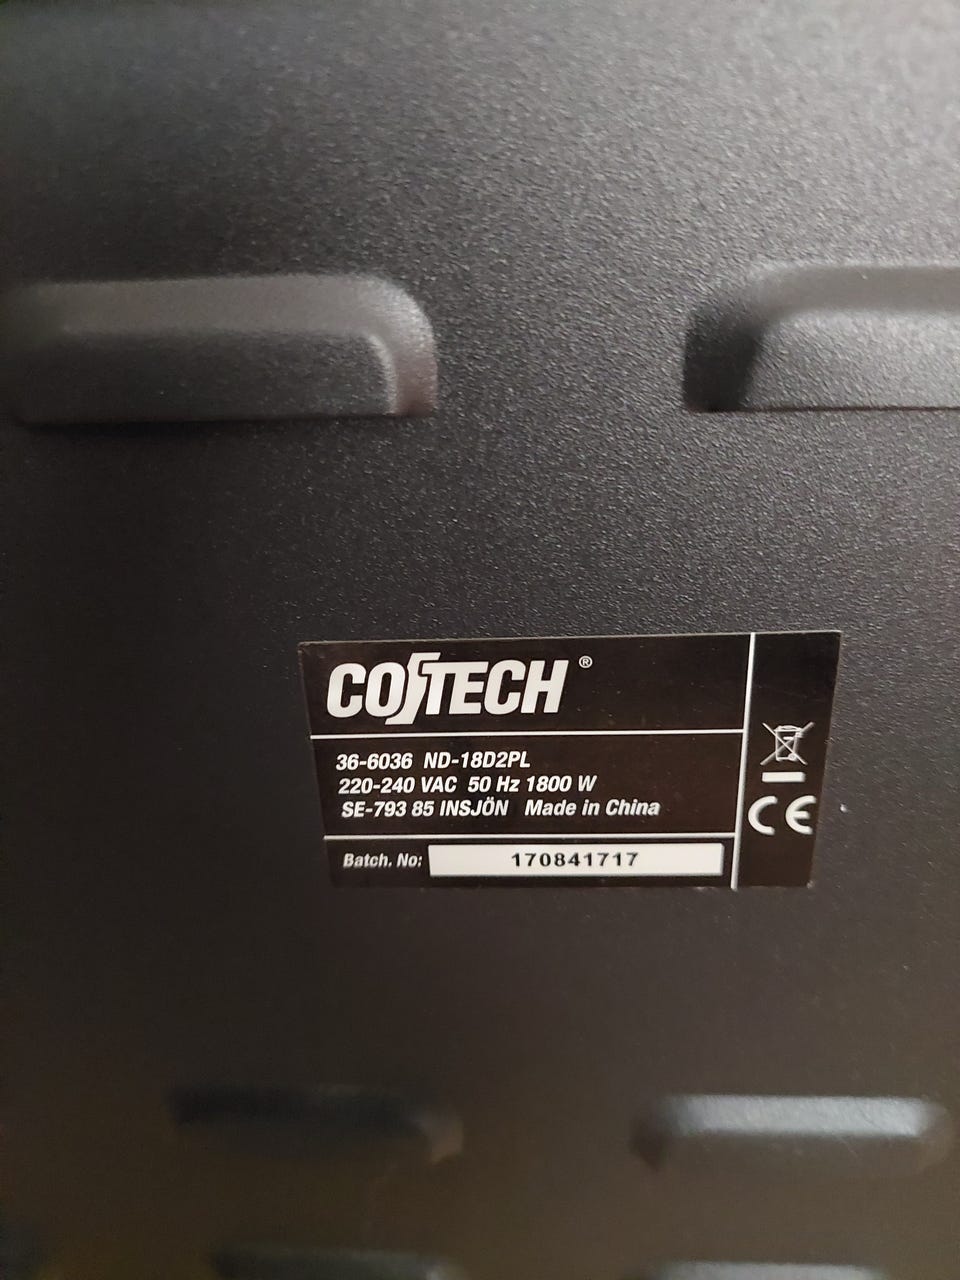 COTECH ®
36-6036 ND-18D2PL
220-240 VAC 50 Hz 1800 W
SE-793 85 INSJÖN Made in China
Batch. No: 170841717
CE